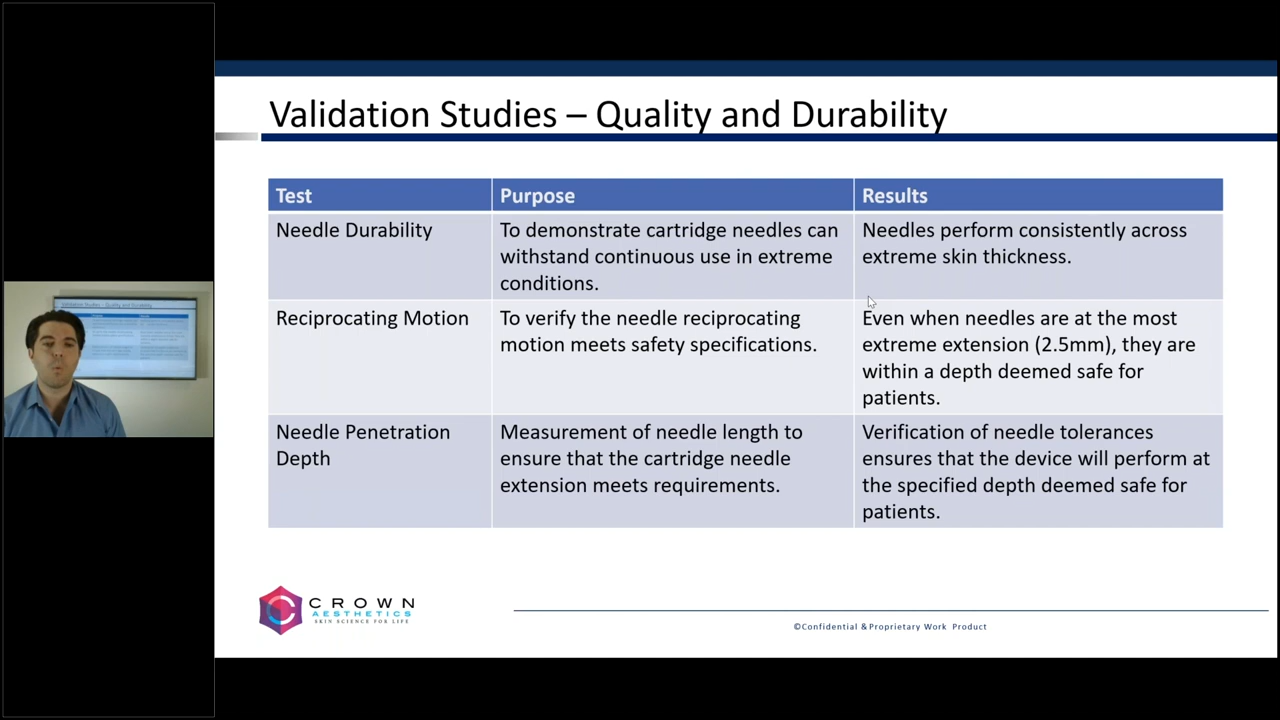 Validation Studies – Quality and Durability
Test
Purpose
Results
Needle Durability
To demonstrate cartridge needles can
withstand continuous use in extreme
conditions.
Needles perform consistently across
extreme skin thickness.
Reciprocating Motion
To verify the needle reciprocating
motion meets safety specifications.
Even when needles are at the most
extreme extension (2.5mm), they are
within a depth deemed safe for
patients.
Needle Penetration
Depth
Measurement of needle length to
ensure that the cartridge needle
extension meets requirements.
Verification of needle tolerances
ensures that the device will perform at
the specified depth deemed safe for
patients.
CROWN
AESTHETICS
SKIN SCIENCE FOR LIFE
©Confidential & Proprietary Work Product
Validation Studies – Quality and Durability